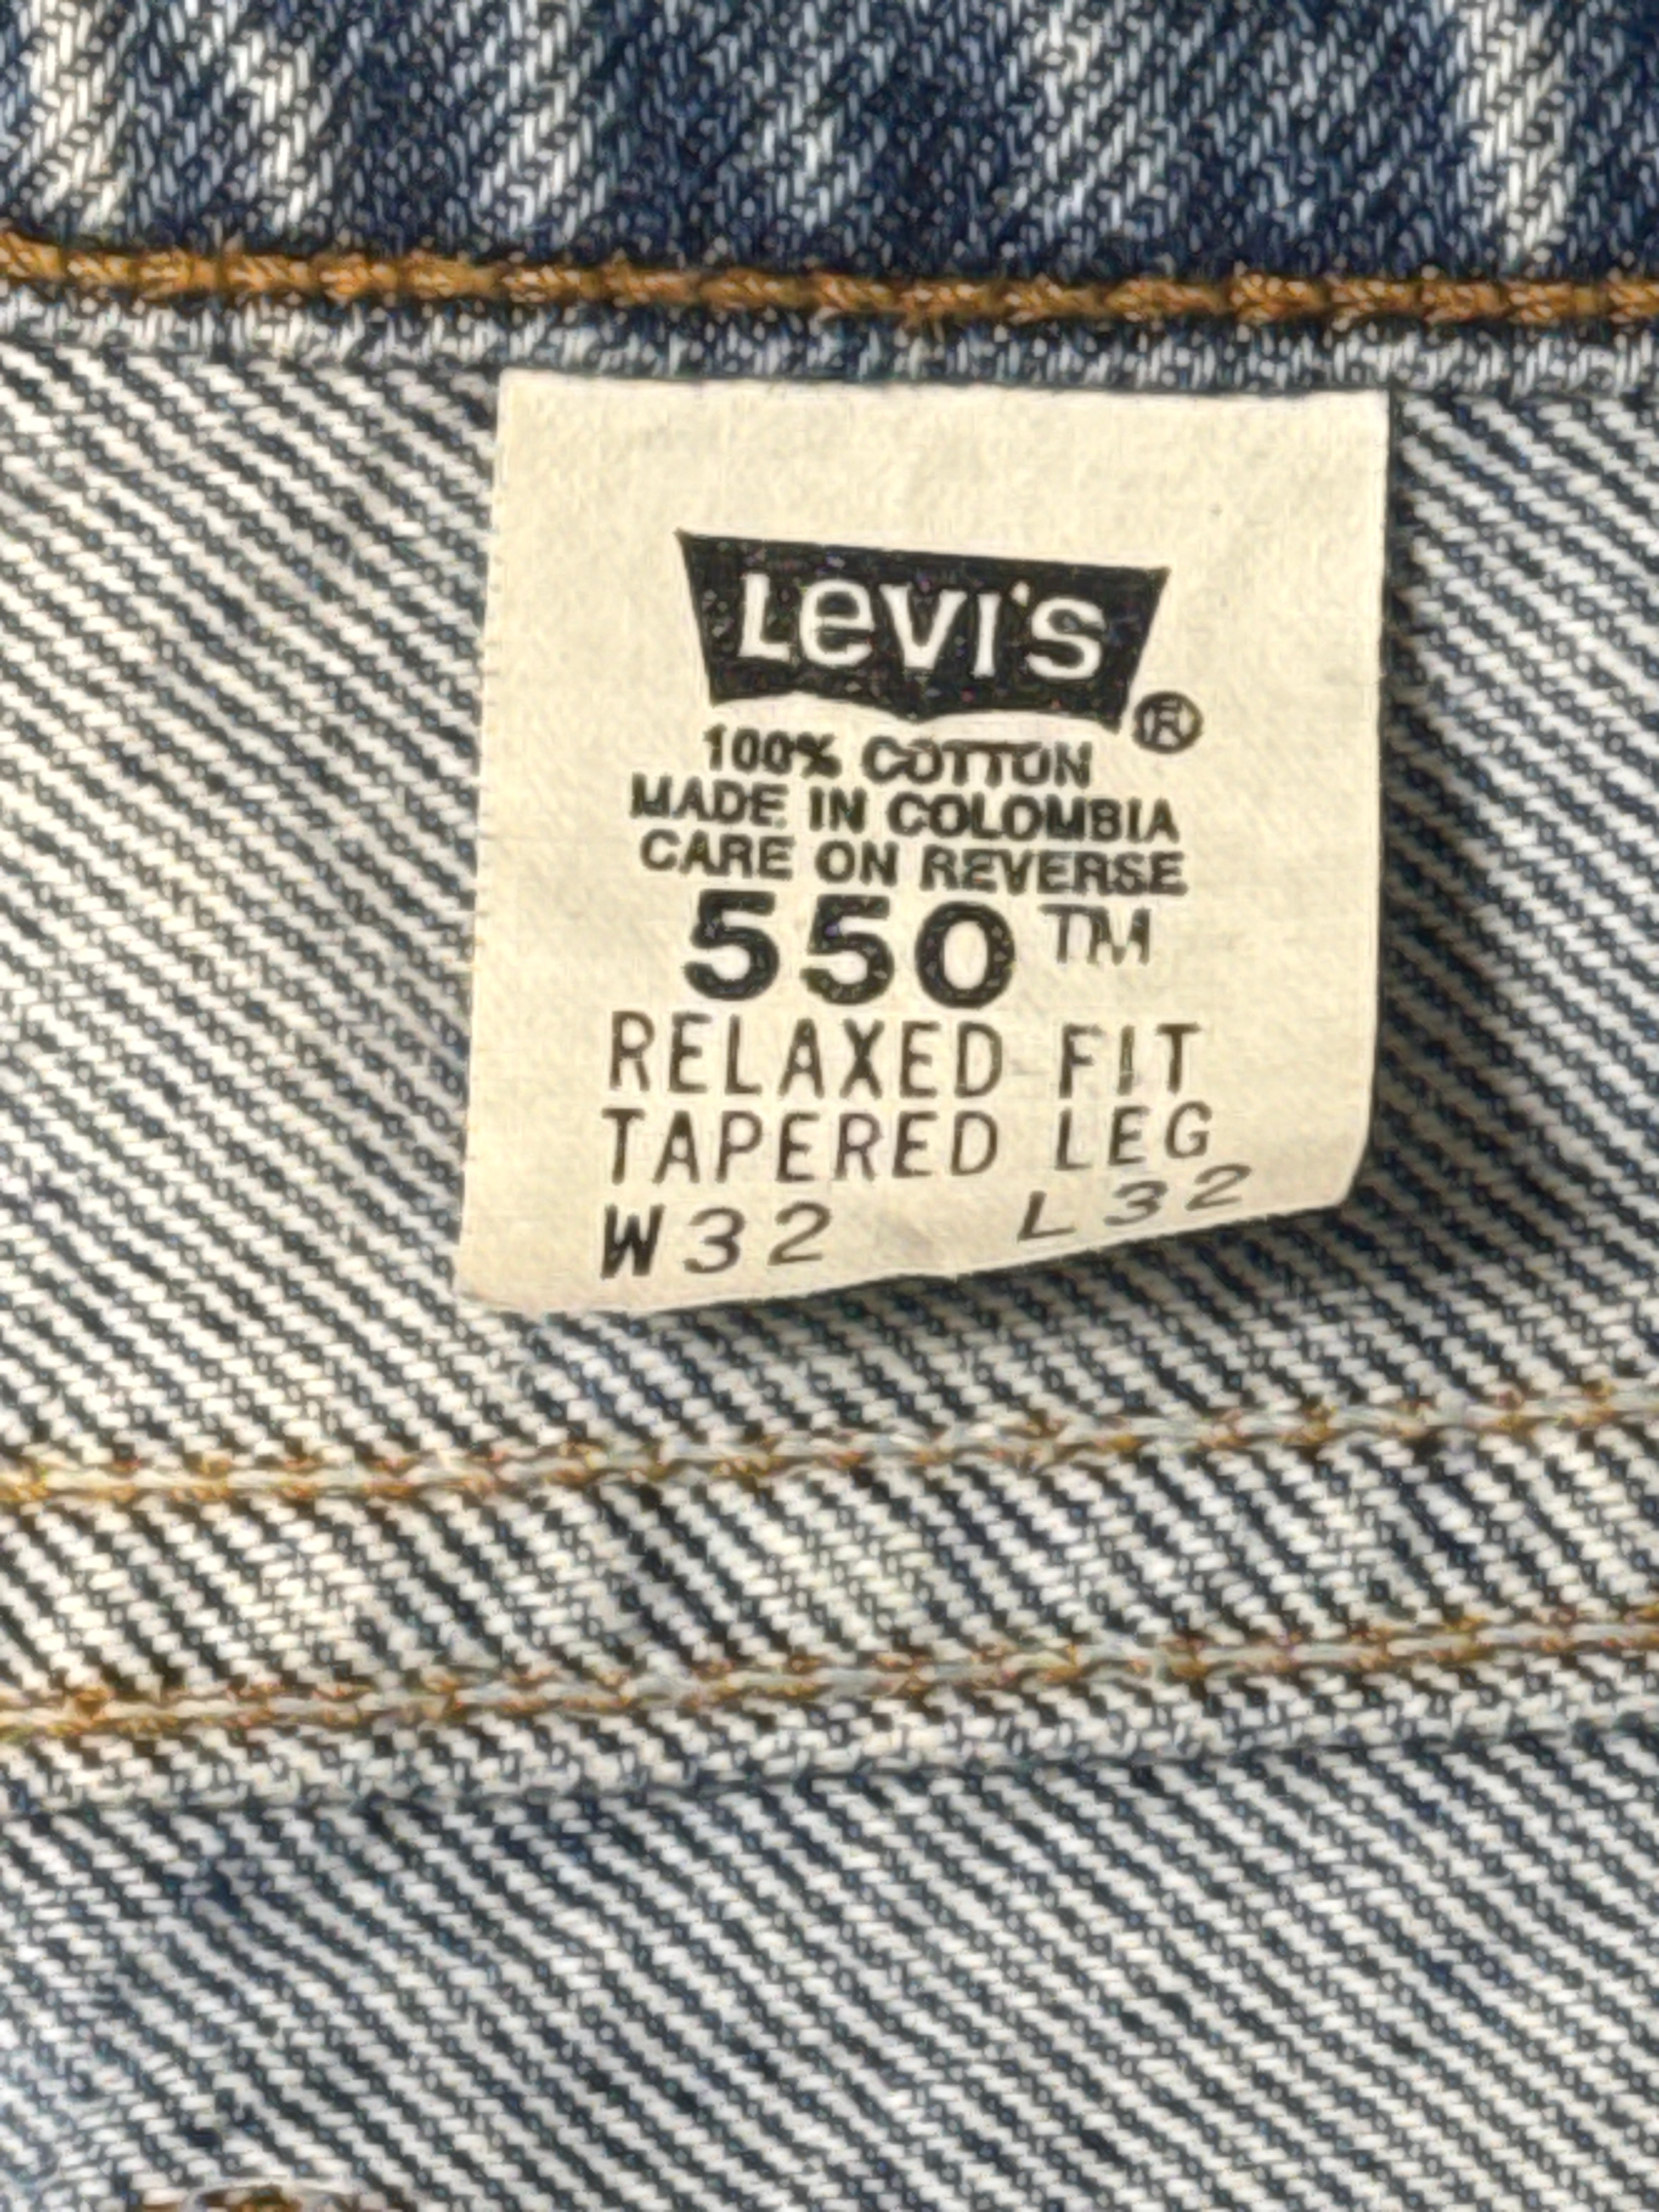 Levi's
®
100% COTTON
MADE IN COLOMBIA
CARE ON REVERSE
550™
RELAXED FIT
TAPERED LEG
W32 L32